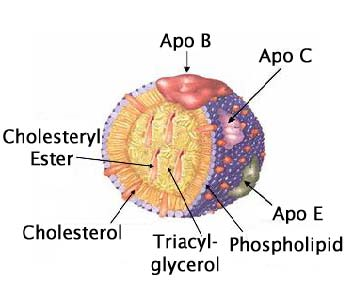 Apo B
Apo C
Cholesteryl
Ester
Apo E
Cholesterol
Triacyl-
glycerol
Phospholipid